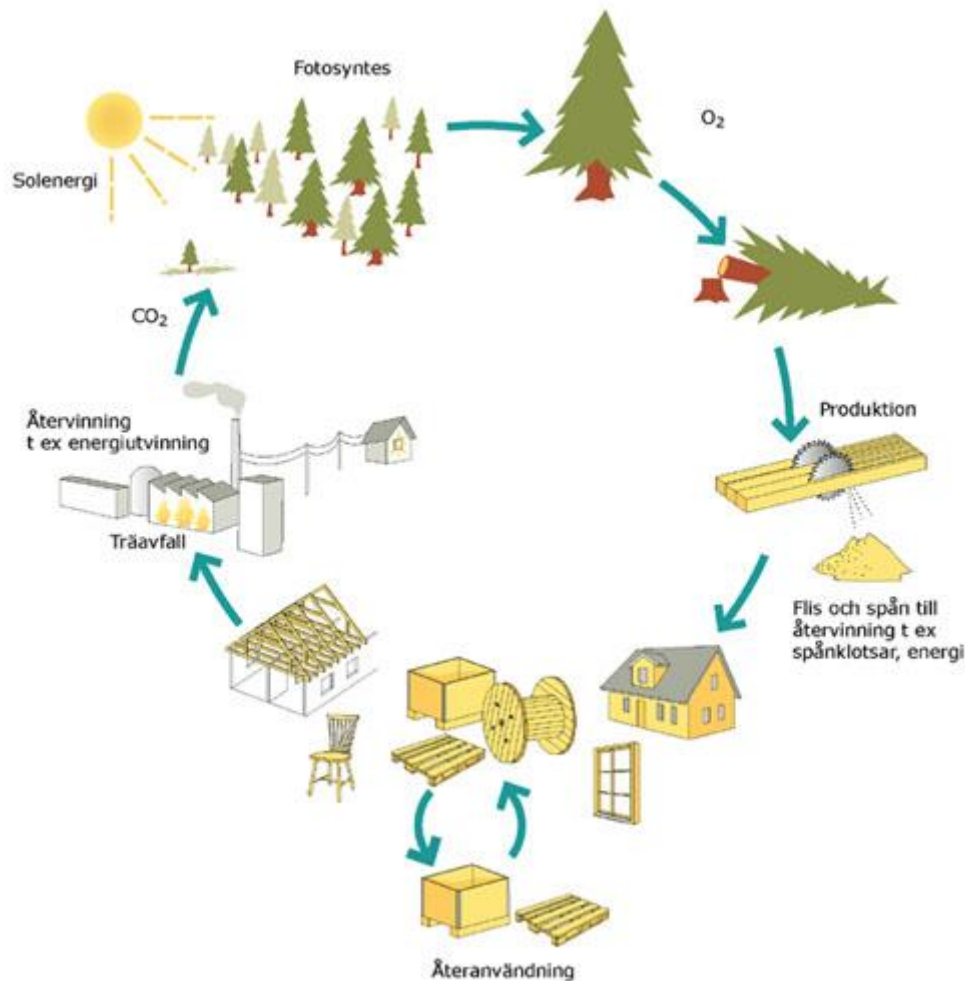 Fotosyntes
O₂
Solenergi
CO₂
Återvinning
t ex energiutvinning
Produktion
Träavfall
Flis och spån till
återvinning t ex
spånklotsar, energi
Återanvändning